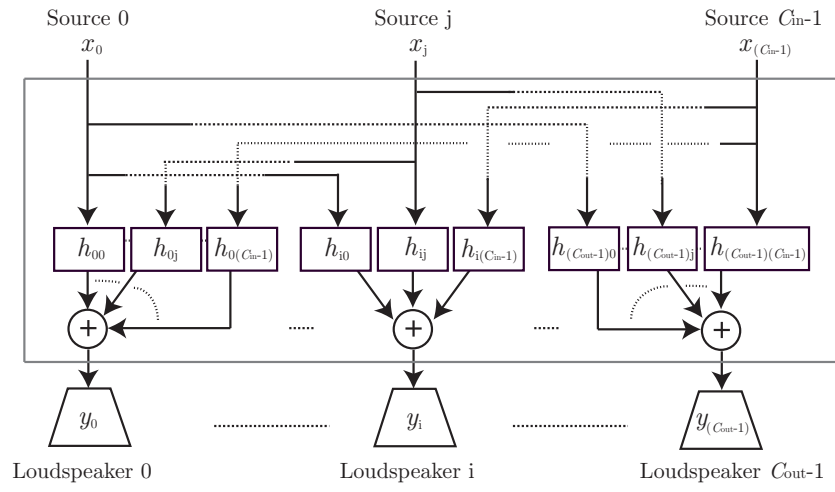 Source 0 Source j Source Cin-1
x0 xj x(Cin-1)
h00 h0j h0(Cin-1) hi0 hij hi(Cin-1) h(Cout-1)0 h(Cout-1)j h(Cout-1)(Cin-1)
+ + +
y0 yi y(Cout-1)
Loudspeaker 0 Loudspeaker i Loudspeaker Cout-1